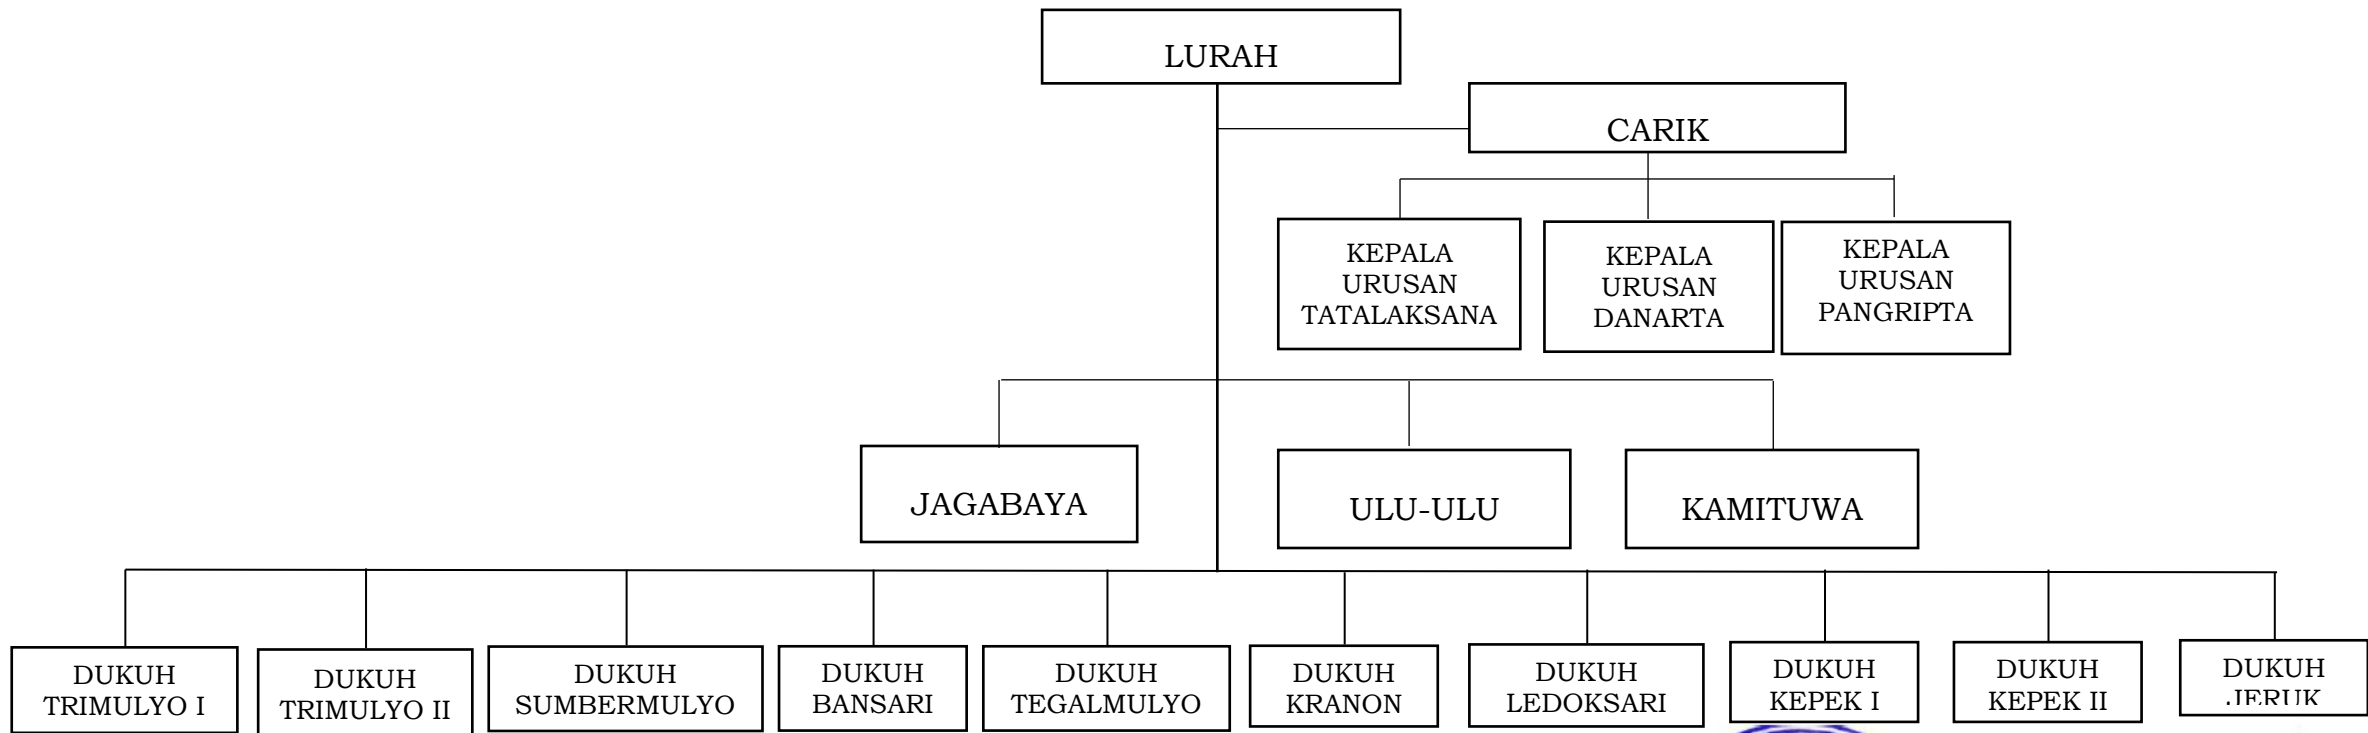 LURAH
CARIK
KEPALA
URUSAN
TATALAKSANA
KEPALA
URUSAN
DANARTA
KEPALA
URUSAN
PANGRIPTA
JAGABAYA
ULU-ULU
KAMITUWA
DUKUH
TRIMULYO I
DUKUH
TRIMULYO II
DUKUH
SUMBERMULYO
DUKUH
BANSARI
DUKUH
TEGALMULYO
DUKUH
KRANON
DUKUH
LEDOKSARI
DUKUH
KEPEK I
DUKUH
KEPEK II
DUKUH
JERUK